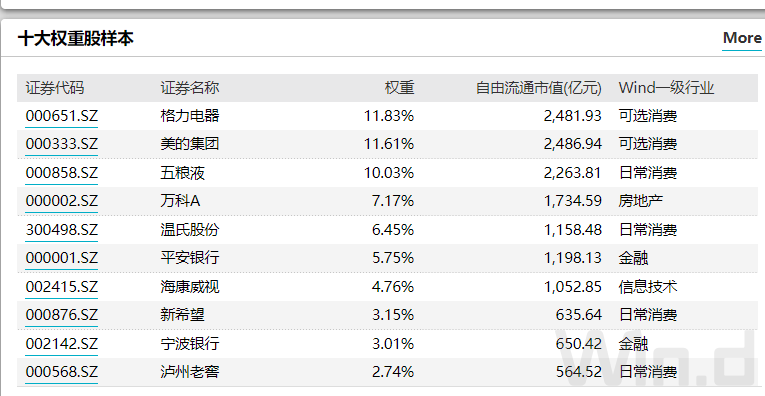 十大权重股样本 More
证券代码 证券名称 权重 自由流通市值(亿元) Wind一级行业
000651.SZ 格力电器 11.83% 2,481.93 可选消费
000333.SZ 美的集团 11.61% 2,486.94 可选消费
000858.SZ 五粮液 10.03% 2,263.81 日常消费
000002.SZ 万科A 7.17% 1,734.59 房地产
300498.SZ 温氏股份 6.45% 1,158.48 日常消费
000001.SZ 平安银行 5.75% 1,198.13 金融
002415.SZ 海康威视 4.76% 1,052.85 信息技术
000876.SZ 新希望 3.15% 635.64 日常消费
002142.SZ 宁波银行 3.01% 650.42 金融
000568.SZ 泸州老窖 2.74% 564.52 日常消费
Win.d